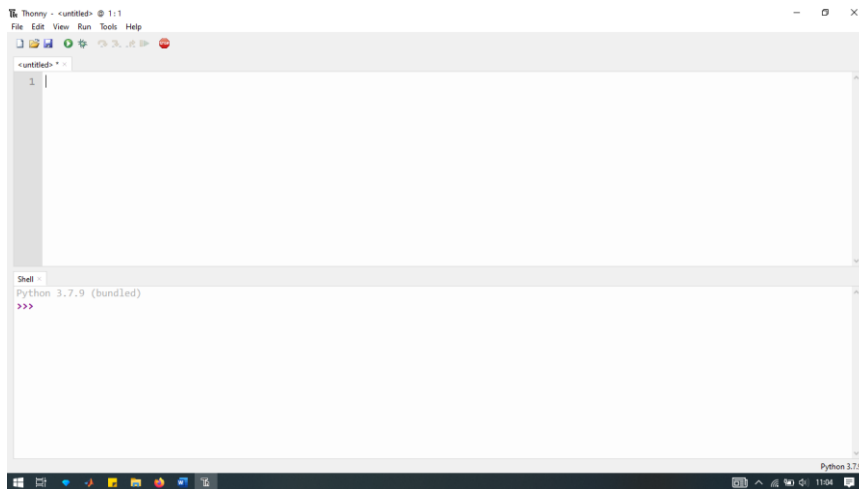 Thonny - <untitled> @ 1:1
File Edit View Run Tools Help
<untitled> *
1
Shell
Python 3.7.9 (bundled)
>>>
Python 3.7.9
11:04